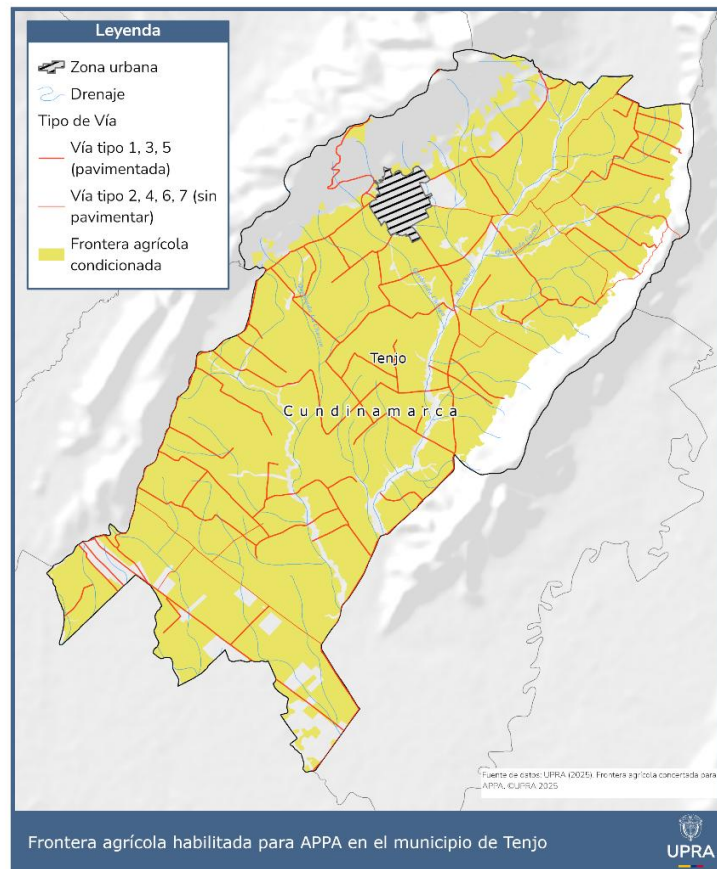 Leyenda
Zona urbana
Drenaje
Tipo de Vía
Vía tipo 1, 3, 5
(pavimentada)
Vía tipo 2, 4, 6, 7 (sin
pavimentar)
Frontera agrícola
condicionada
Tenjo
Cundinamarca
Fuente de datos: UPRA (2025). Frontera agrícola concertada para
APPA. ©UPRA 2025
Frontera agrícola habilitada para APPA en el municipio de Tenjo
UPRA